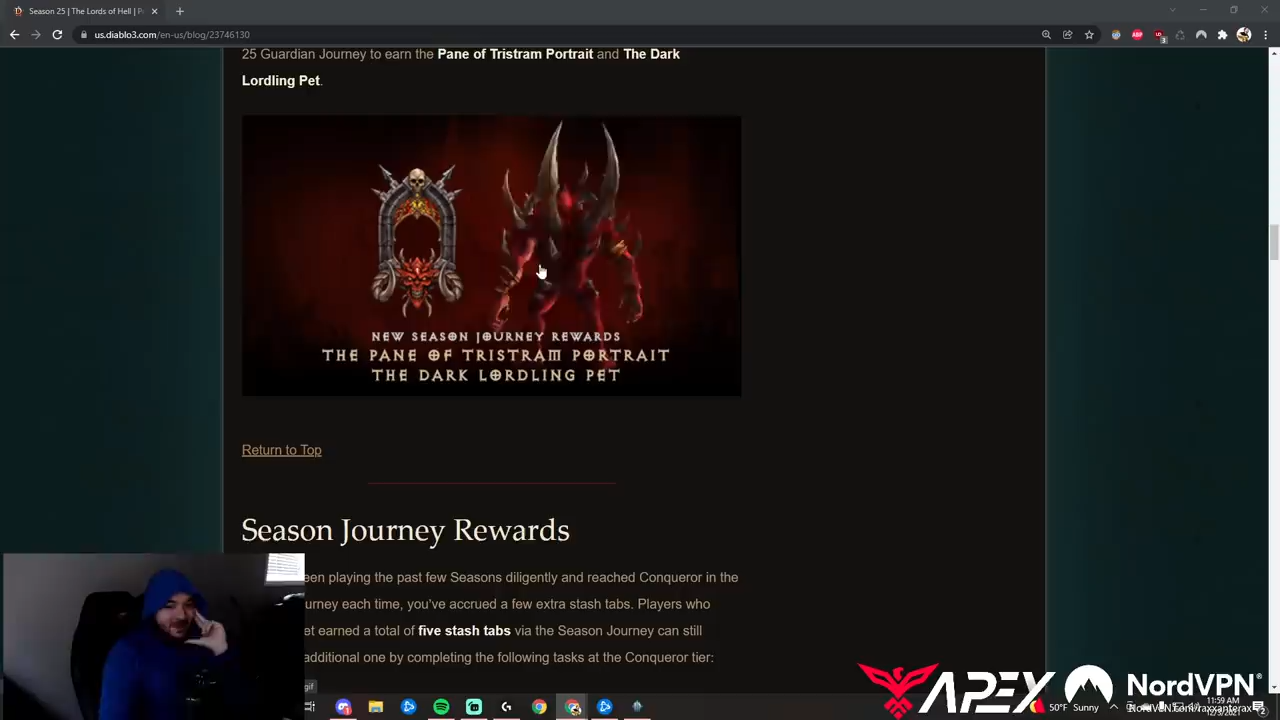 Season 25 | The Lords of Hell |
us.diablo3.com/en-us/blog/23746130
25 Guardian Journey to earn the Pane of Tristram Portrait and The Dark
Lordling Pet.
NEW SEASON JOURNEY REWARDS
THE PANE OF TRISTRAM PORTRAIT
THE DARK LORDLING PET
Return to Top
Season Journey Rewards
een playing the past few Seasons diligently and reached Conqueror in the
urney each time, you've accrued a few extra stash tabs. Players who
et earned a total of five stash tabs via the Season Journey can still
additional one by completing the following tasks at the Conqueror tier:
gif
APEX
NordVPN
50°F Sunny
11:59 AM